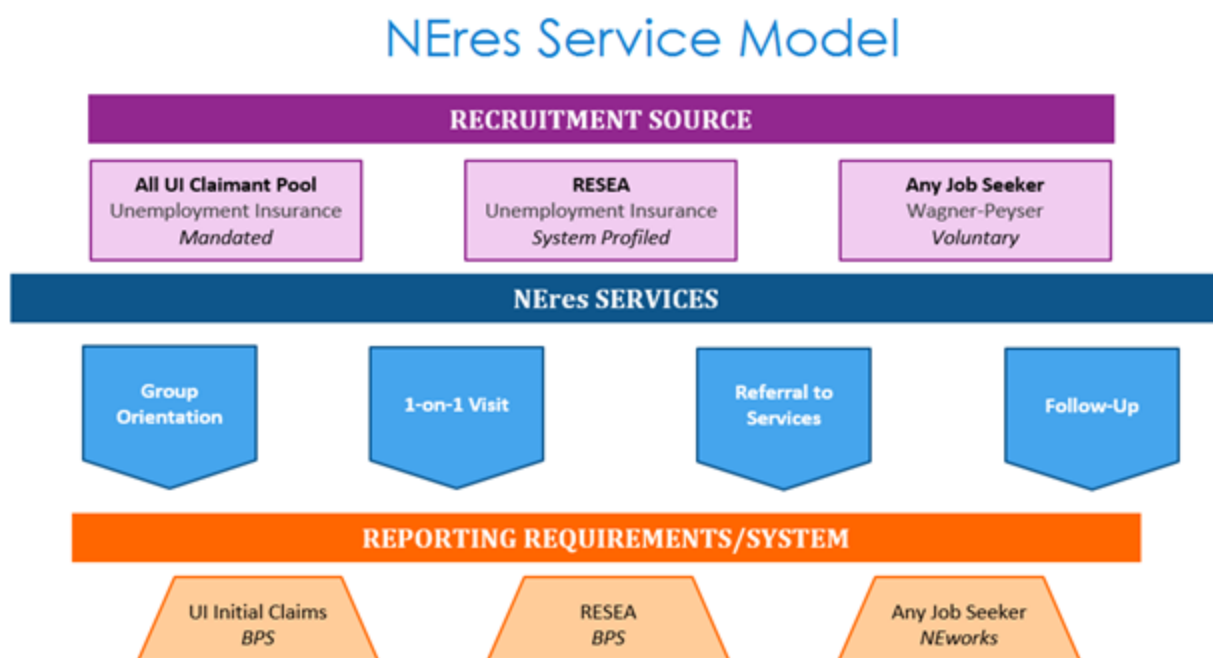 NEres Service Model
RECRUITMENT SOURCE
All UI Claimant Pool
Unemployment Insurance
Mandated
RESEA
Unemployment Insurance
System Profiled
Any Job Seeker
Wagner-Peyser
Voluntary
NEres SERVICES
Group
Orientation
1-on-1 Visit
Referral to
Services
Follow-Up
REPORTING REQUIREMENTS/SYSTEM
UI Initial Claims
BPS
RESEA
BPS
Any Job Seeker
NEworks